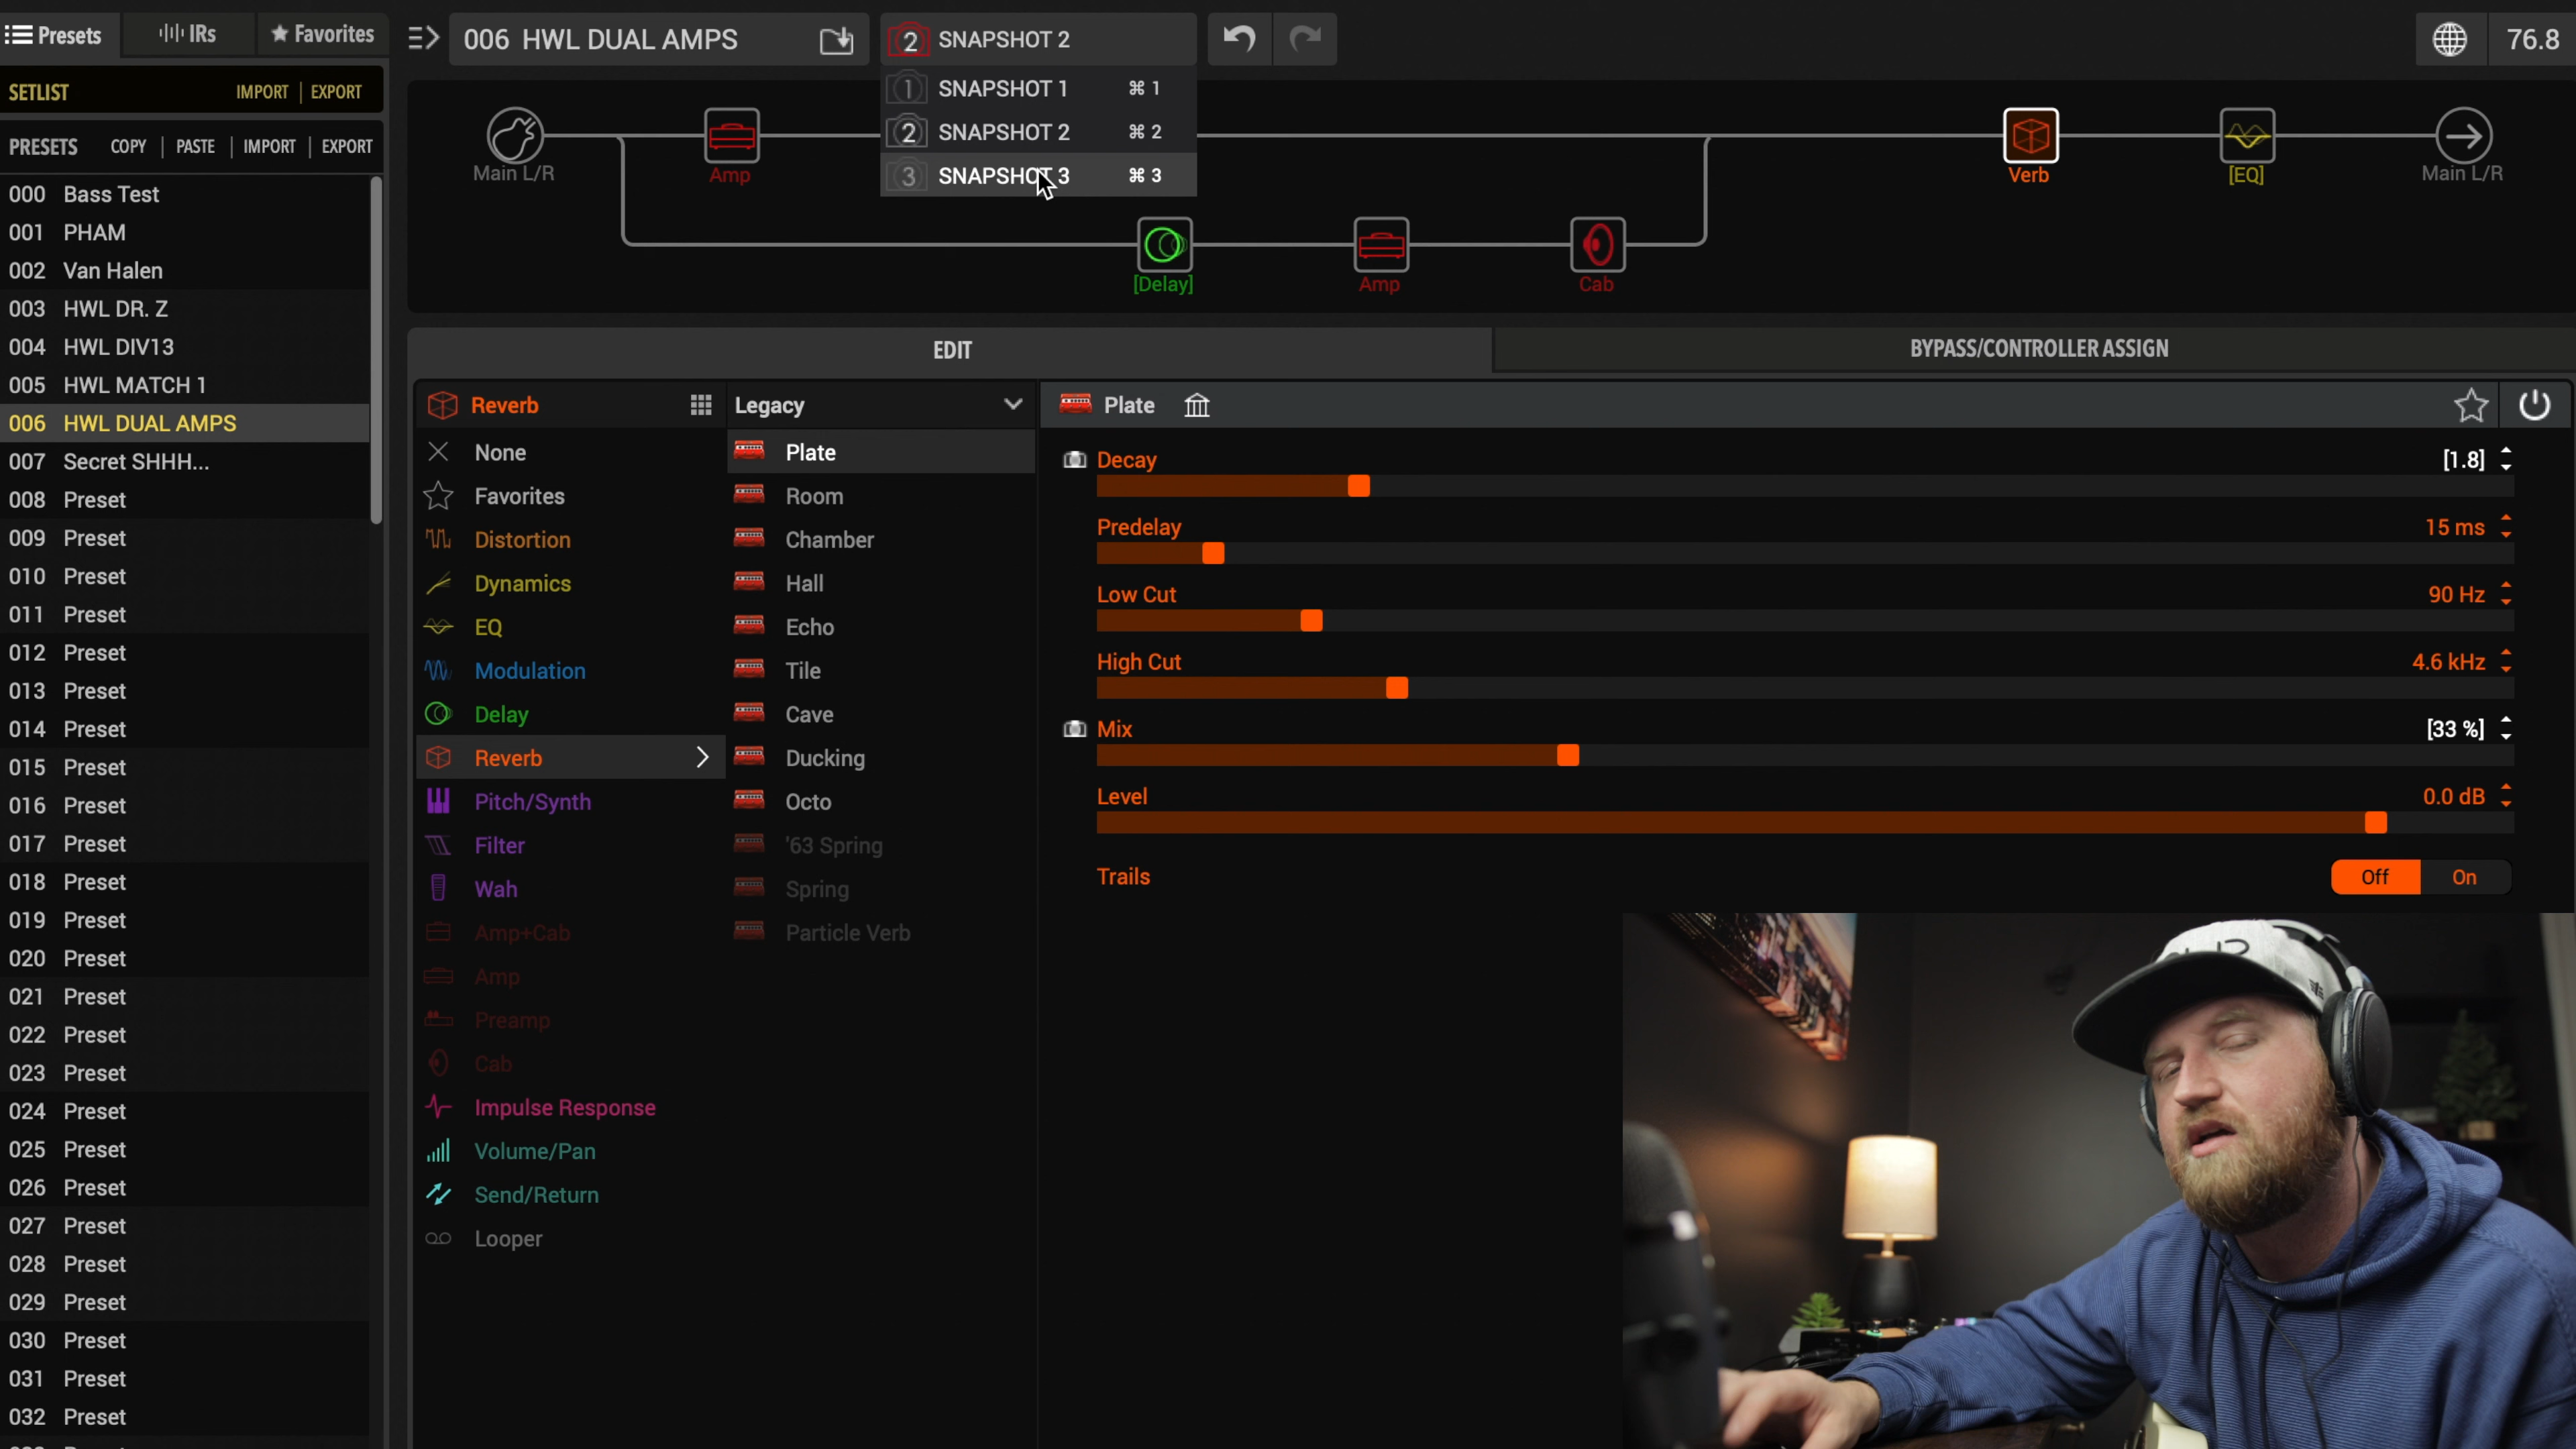 Presets IRs Favorites
006 HWL DUAL AMPS
2 SNAPSHOT 2
76.8
SETLIST IMPORT | EXPORT
1 SNAPSHOT 1 ⌘ 1
2 SNAPSHOT 2 ⌘ 2
3 SNAPSHOT 3 ⌘ 3
PRESETS COPY | PASTE | IMPORT | EXPORT
Main L/R
Amp
Verb
[EQ]
Main L/R
[Delay]
Amp
Cab
000 Bass Test
001 PHAM
002 Van Halen
003 HWL DR. Z
004 HWL DIV13
005 HWL MATCH 1
006 HWL DUAL AMPS
007 Secret SHHH...
008 Preset
009 Preset
010 Preset
011 Preset
012 Preset
013 Preset
014 Preset
015 Preset
016 Preset
017 Preset
018 Preset
019 Preset
020 Preset
021 Preset
022 Preset
023 Preset
024 Preset
025 Preset
026 Preset
027 Preset
028 Preset
029 Preset
030 Preset
031 Preset
032 Preset
EDIT
BYPASS/CONTROLLER ASSIGN
Reverb
None
Favorites
Distortion
Dynamics
EQ
Modulation
Delay
Reverb
Pitch/Synth
Filter
Wah
Amp+Cab
Amp
Preamp
Cab
Impulse Response
Volume/Pan
Send/Return
Looper
Legacy
Plate
Room
Chamber
Hall
Echo
Tile
Cave
Ducking
Octo
'63 Spring
Spring
Particle Verb
Plate
Decay [1.8]
Predelay 15 ms
Low Cut 90 Hz
High Cut 4.6 kHz
Mix [33 %]
Level 0.0 dB
Trails Off On